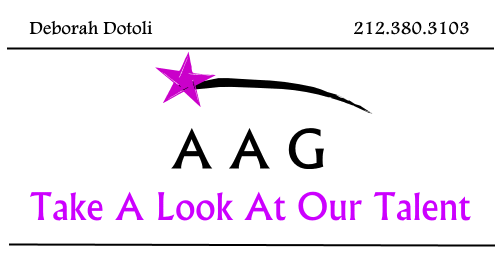 Deborah Dotoli 212.380.3103
A A G
Take A Look At Our Talent